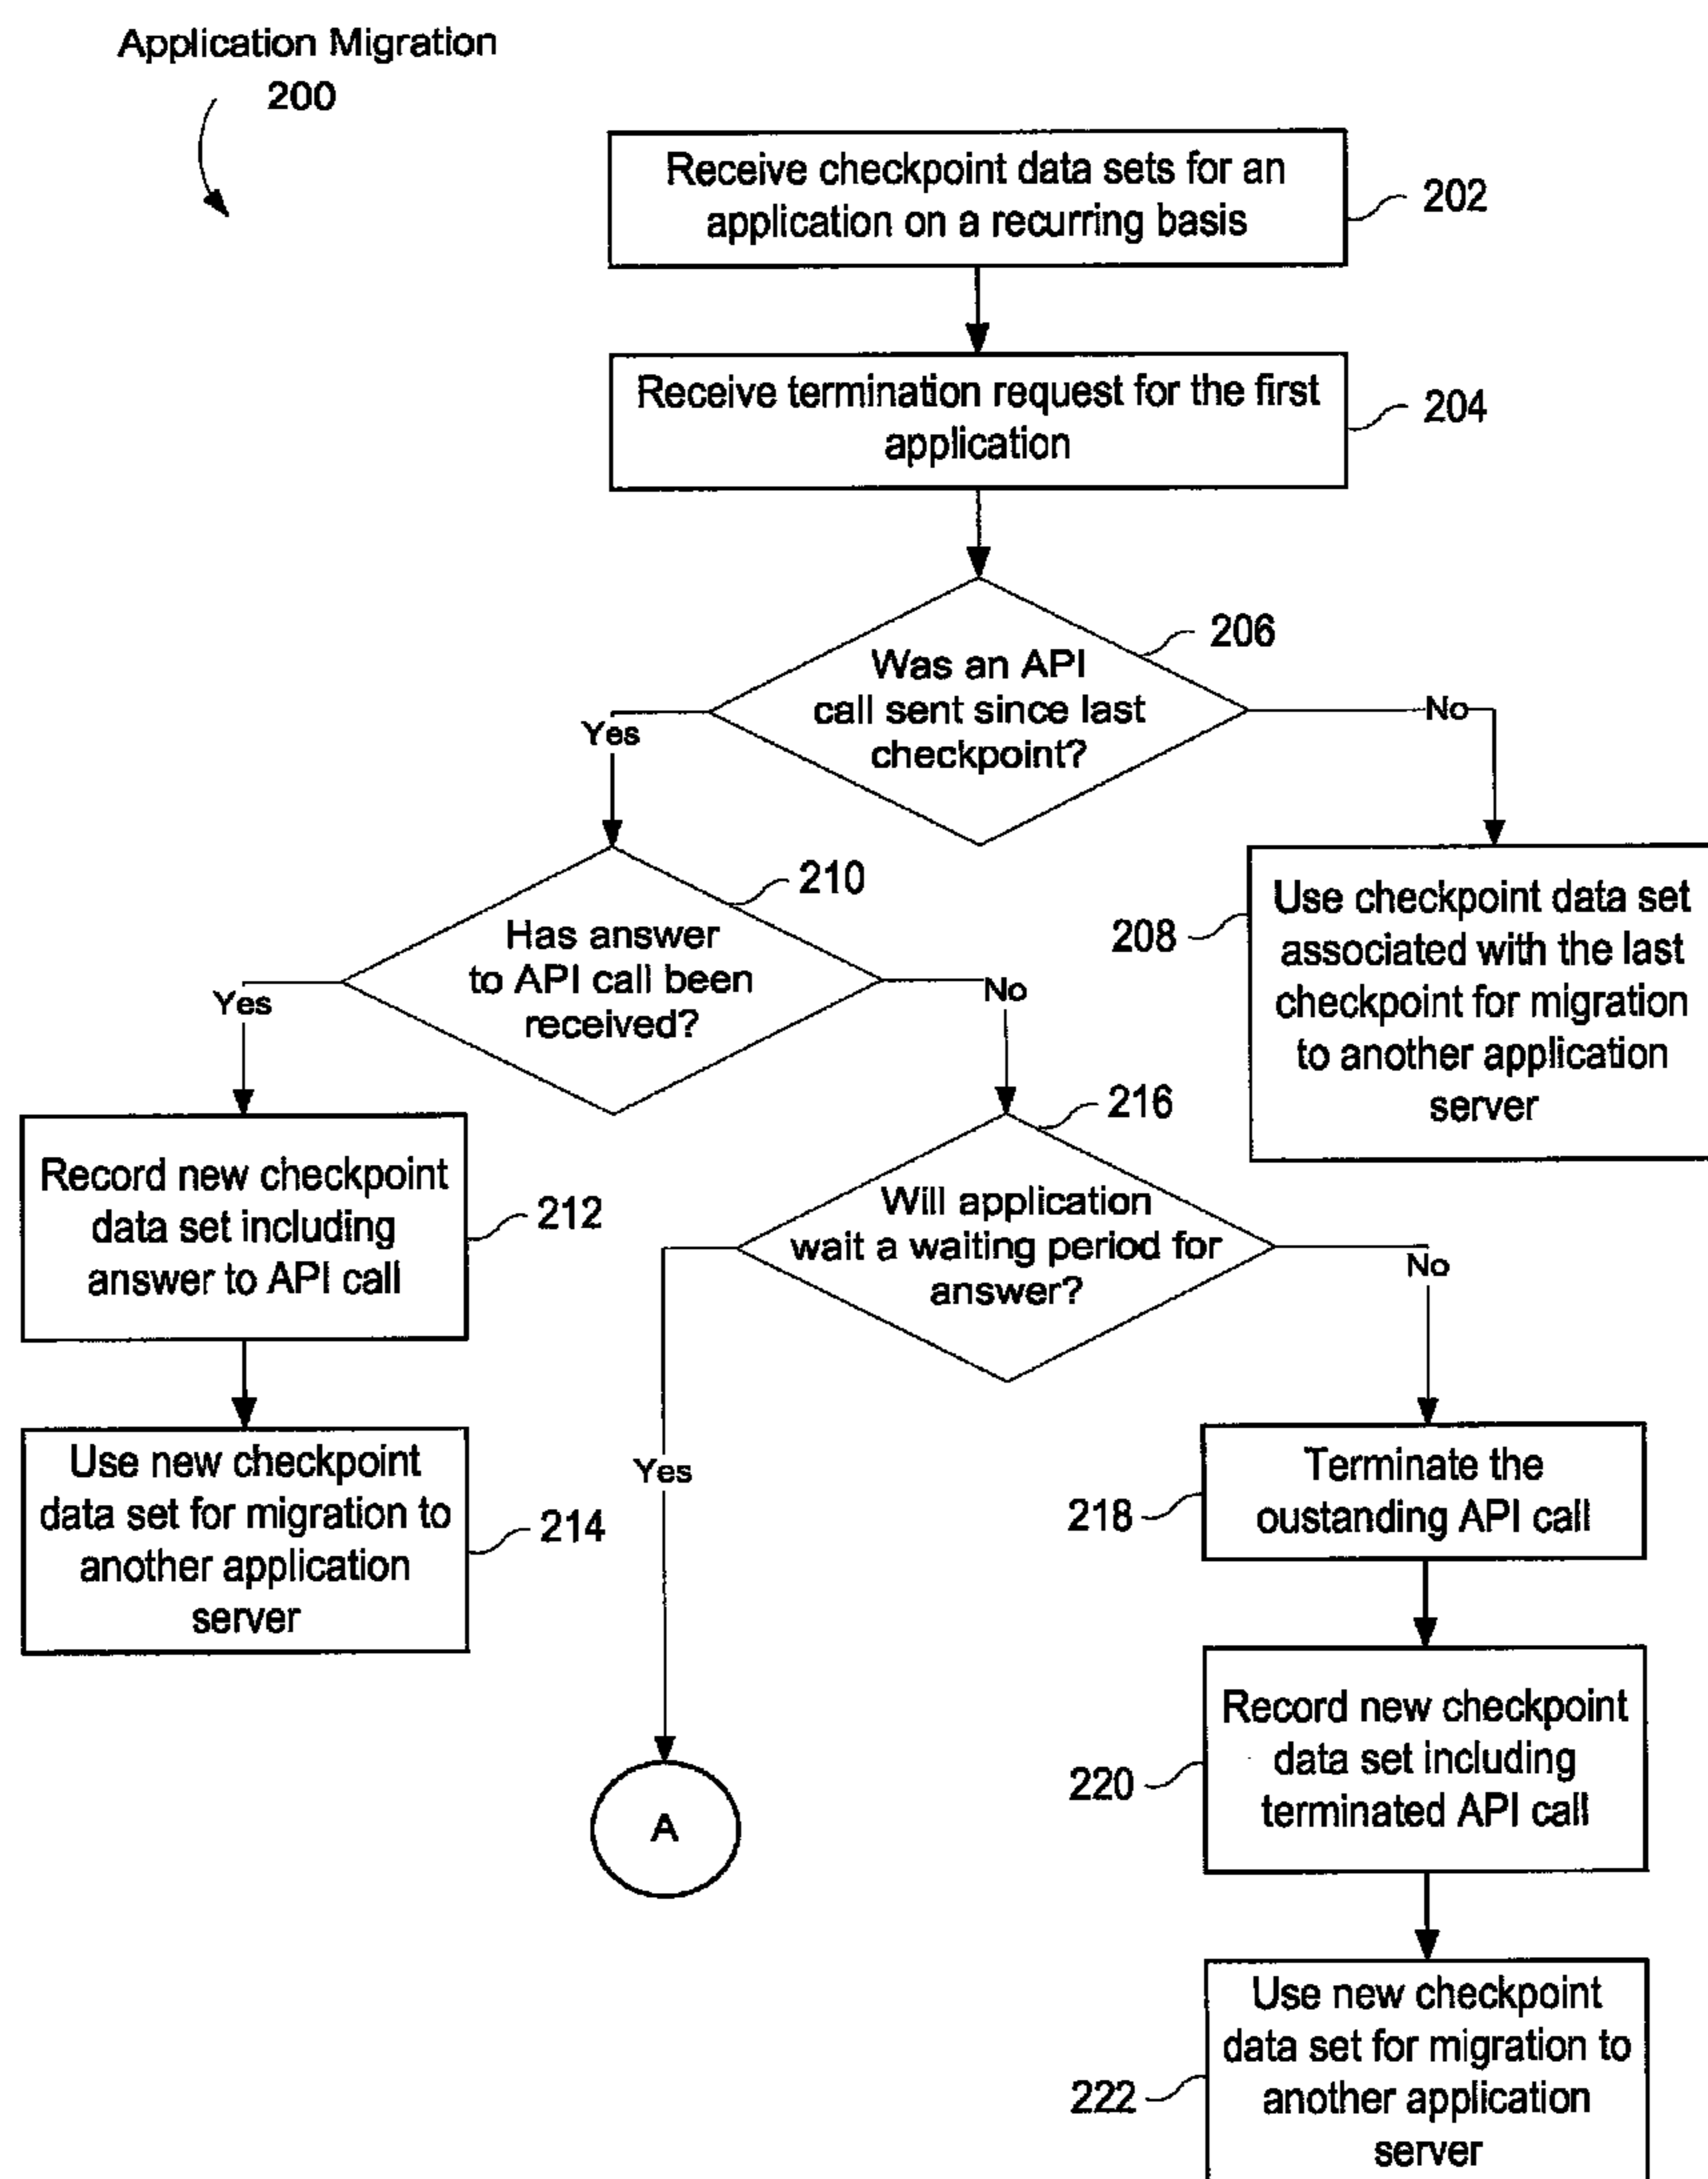 Application Migration
200
Receive checkpoint data sets for an
application on a recurring basis
202
Receive termination request for the first
application
204
206
Was an API
call sent since last
checkpoint?
Yes
No
210
Has answer
to API call been
received?
208
Use checkpoint data set
associated with the last
checkpoint for migration
to another application
server
Yes
No
Record new checkpoint
data set including
answer to API call
212
216
Will application
wait a waiting period for
answer?
Yes
No
Use new checkpoint
data set for migration to
another application
server
214
218
Terminate the
oustanding API call
A
220
Record new checkpoint
data set including
terminated API call
222
Use new checkpoint
data set for migration to
another application
server